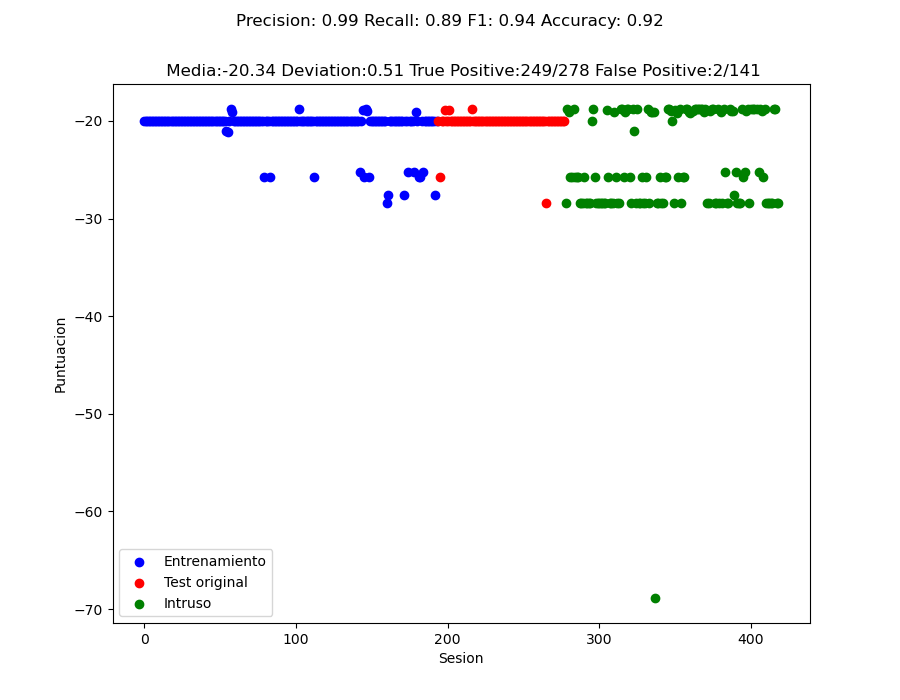 Precision: 0.99 Recall: 0.89 F1: 0.94 Accuracy: 0.92
Media:-20.34 Deviation:0.51 True Positive:249/278 False Positive:2/141
−20
−30
−40
−50
−60
−70
Puntuacion
Entrenamiento
Test original
Intruso
0 100 200 300 400
Sesion